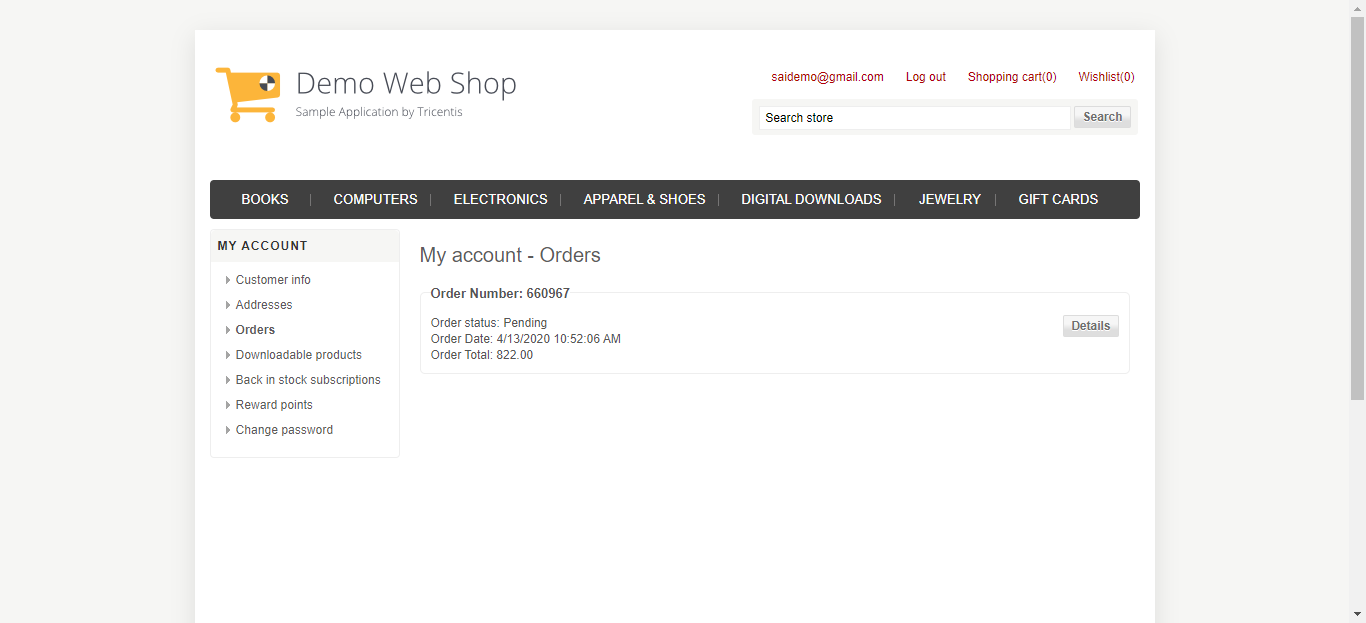 Demo Web Shop
Sample Application by Tricentis
saidemo@gmail.com Log out Shopping cart(0) Wishlist(0)
Search store Search
BOOKS COMPUTERS ELECTRONICS APPAREL & SHOES DIGITAL DOWNLOADS JEWELRY GIFT CARDS
MY ACCOUNT
Customer info
Addresses
Orders
Downloadable products
Back in stock subscriptions
Reward points
Change password
My account - Orders
Order Number: 660967
Order status: Pending
Order Date: 4/13/2020 10:52:06 AM
Order Total: 822.00
Details